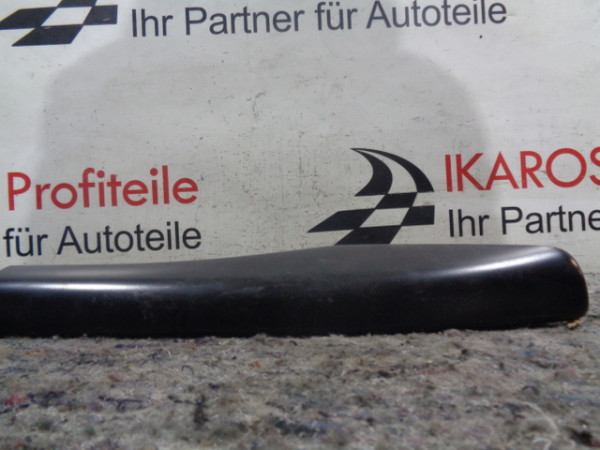 Ihr Partner für Autoteile
Profiteile
für Autoteile
IKAROS
Ihr Partner